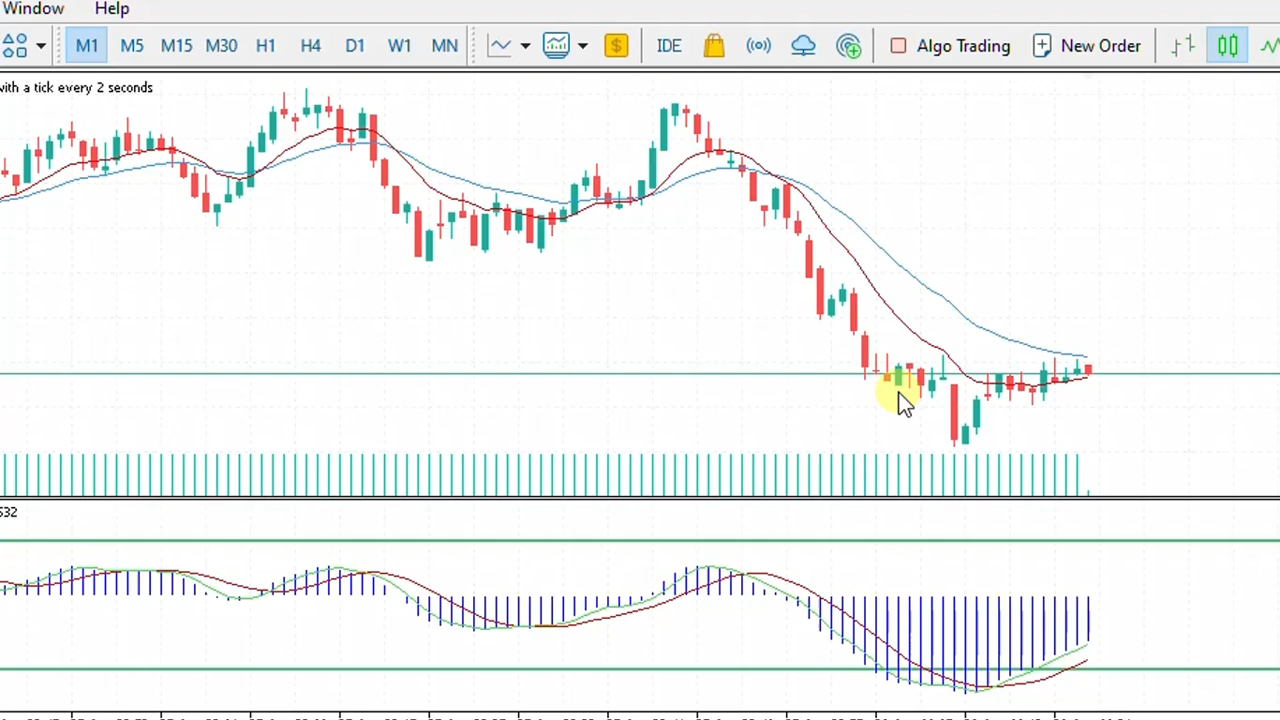 Window Help
M1 M5 M15 M30 H1 H4 D1 W1 MN $ IDE Algo Trading New Order
with a tick every 2 seconds
532